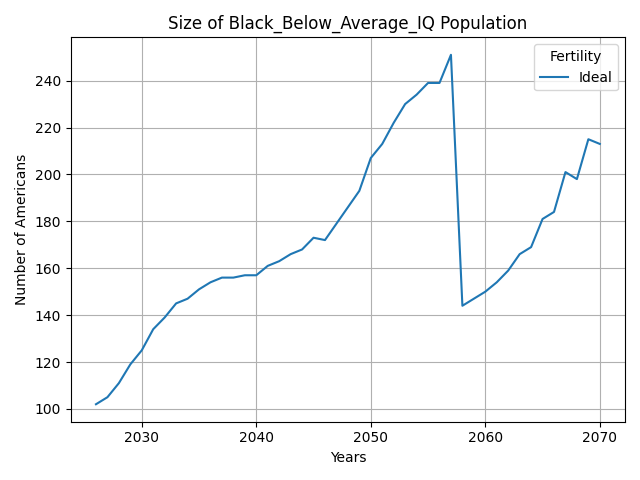 Size of Black_Below_Average_IQ Population
Fertility
Ideal
Number of Americans
240
220
200
180
160
140
120
100
2030
2040
2050
2060
2070
Years